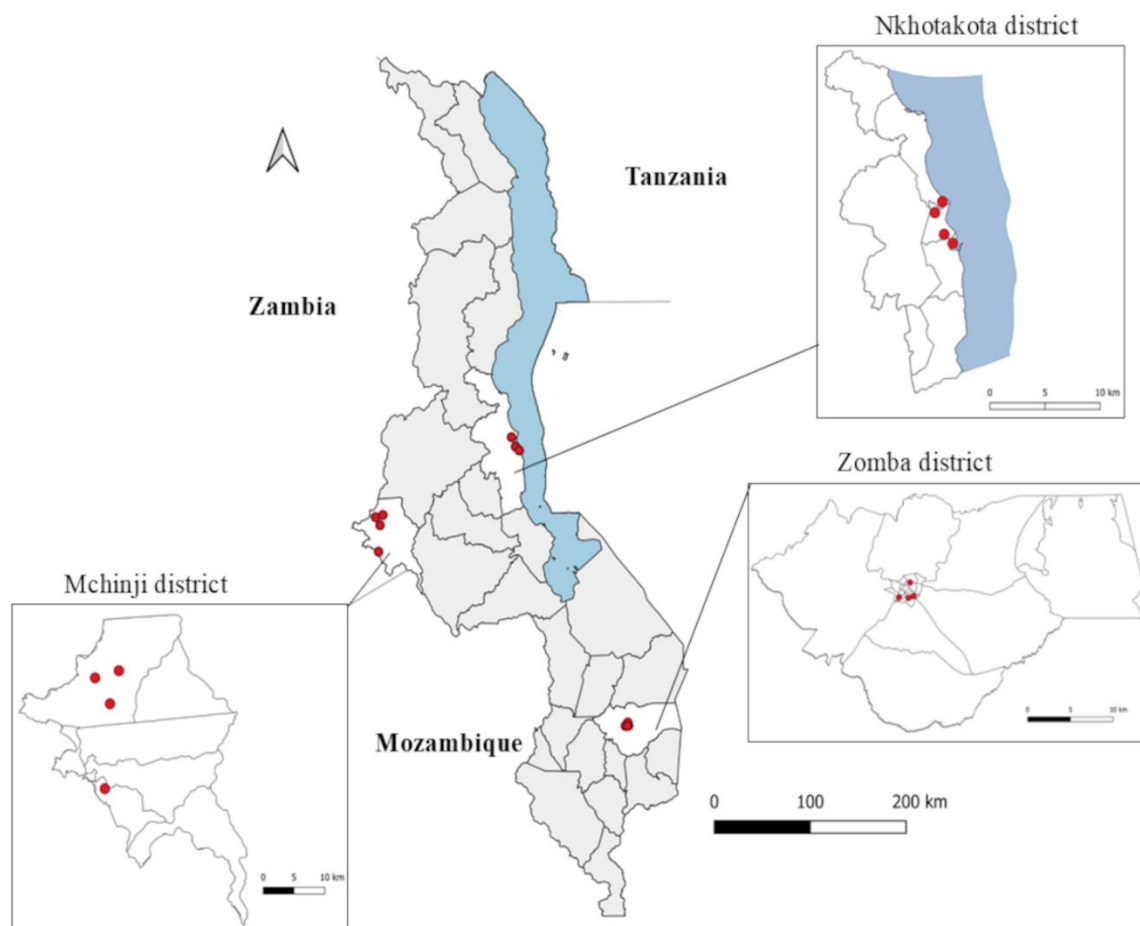 Nkhotakota district
Tanzania
Zambia
0 5 10 km
Zomba district
Mchinji district
0 5 10 km
Mozambique
0 100 200 km
0 5 10 km